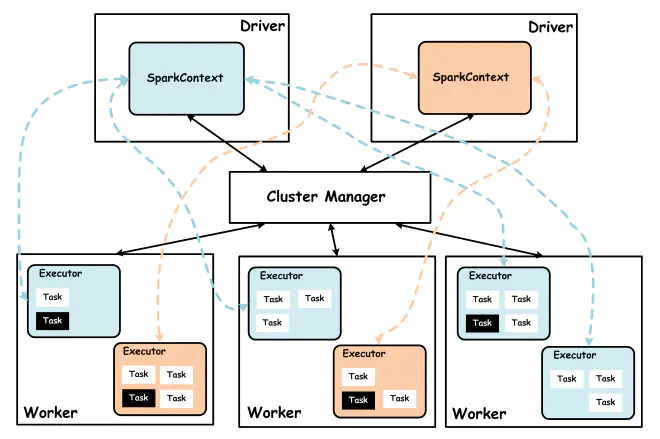 Driver
SparkContext
Driver
SparkContext
Cluster Manager
Executor
Task
Task
Executor
Task Task
Task Task
Worker
Executor
Task Task
Task
Executor
Task
Task Task
Worker
Executor
Task Task
Task Task
Executor
Task Task
Task
Worker